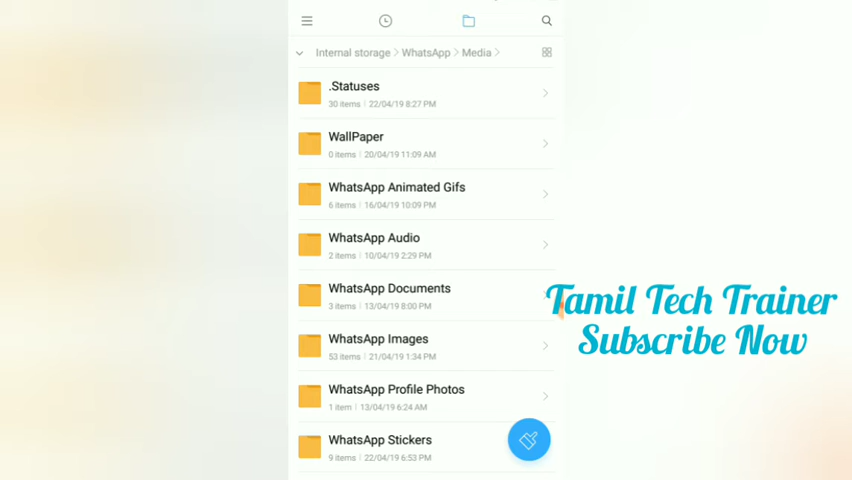 Internal storage > WhatsApp > Media >
.Statuses
30 items | 22/04/19 8:27 PM
WallPaper
0 items | 20/04/19 11:09 AM
WhatsApp Animated Gifs
6 items | 16/04/19 10:09 PM
WhatsApp Audio
2 items | 10/04/19 2:29 PM
WhatsApp Documents
3 items | 13/04/19 8:00 PM
WhatsApp Images
53 items | 21/04/19 1:34 PM
WhatsApp Profile Photos
1 item | 13/04/19 6:24 AM
WhatsApp Stickers
9 items | 22/04/19 6:53 PM
Tamil Tech Trainer
Subscribe Now